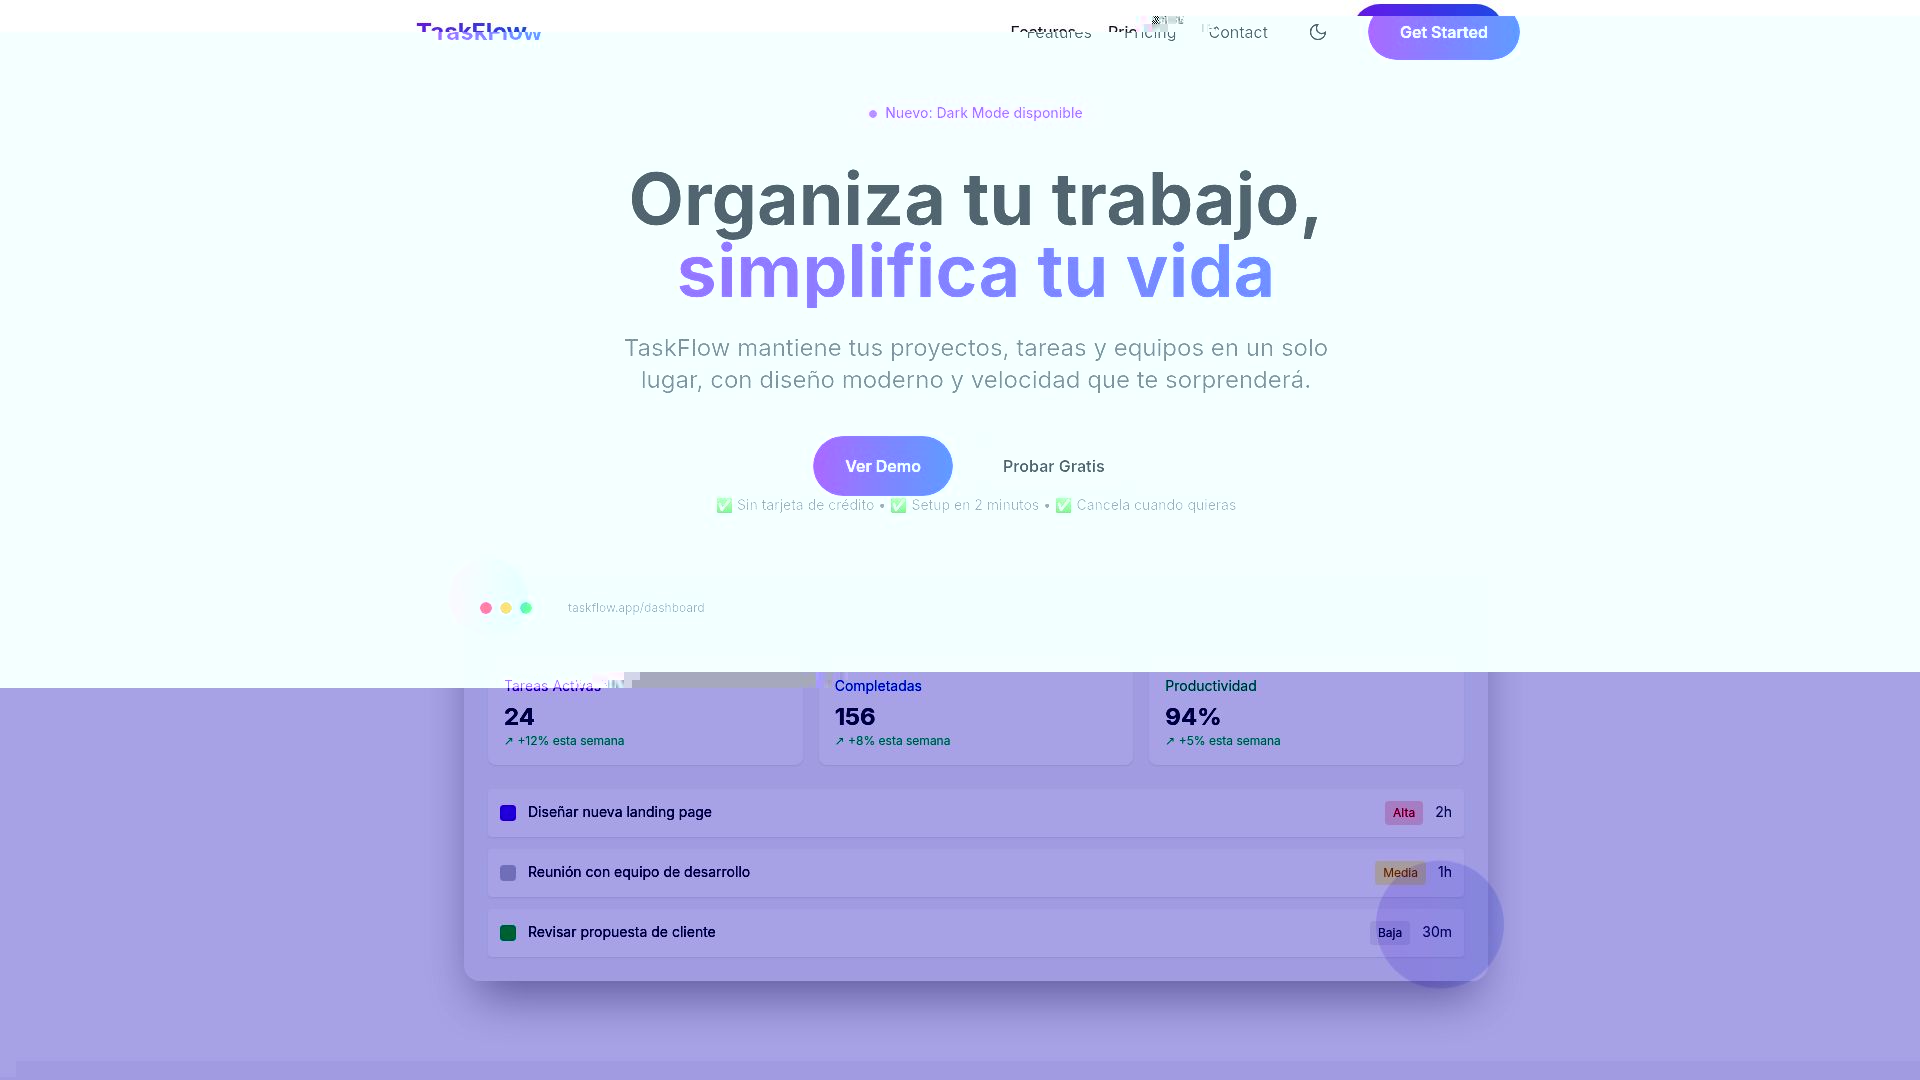 TaskFlow
Features Pricing Contact Get Started
Nuevo: Dark Mode disponible
Organiza tu trabajo,
simplifica tu vida
TaskFlow mantiene tus proyectos, tareas y equipos en un solo
lugar, con diseño moderno y velocidad que te sorprenderá.
Ver Demo Probar Gratis
✅ Sin tarjeta de crédito • ✅ Setup en 2 minutos • ✅ Cancela cuando quieras
taskflow.app/dashboard
Tareas Activas Completadas Productividad
24 156 94%
↗ +12% esta semana ↗ +8% esta semana ↗ +5% esta semana
Diseñar nueva landing page Alta 2h
Reunión con equipo de desarrollo Media 1h
Revisar propuesta de cliente Baja 30m